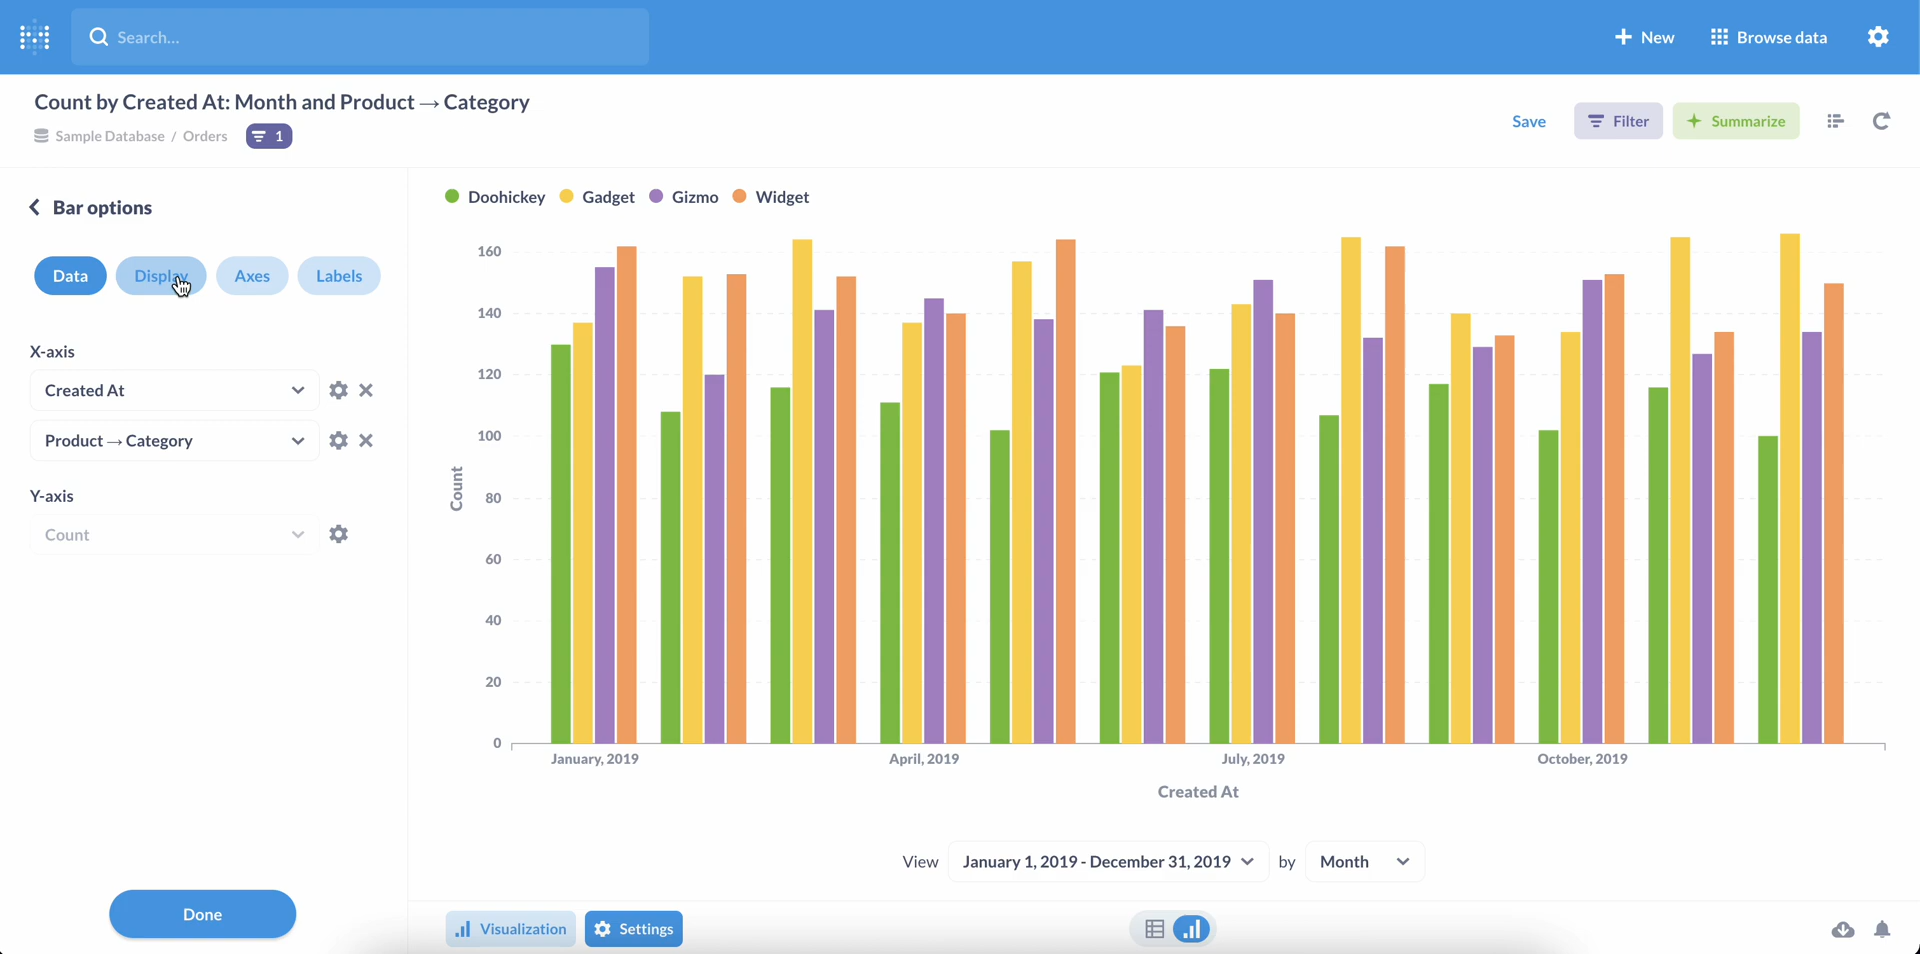 Search...
New
Browse data
Count by Created At: Month and Product → Category
Sample Database / Orders
1
Save
Filter
Summarize
Bar options
Data
Display
Axes
Labels
X-axis
Created At
Product → Category
Y-axis
Count
Done
Doohickey
Gadget
Gizmo
Widget
160
140
120
100
80
60
40
20
0
Count
January, 2019
April, 2019
July, 2019
October, 2019
Created At
View
January 1, 2019 - December 31, 2019
by
Month
Visualization
Settings